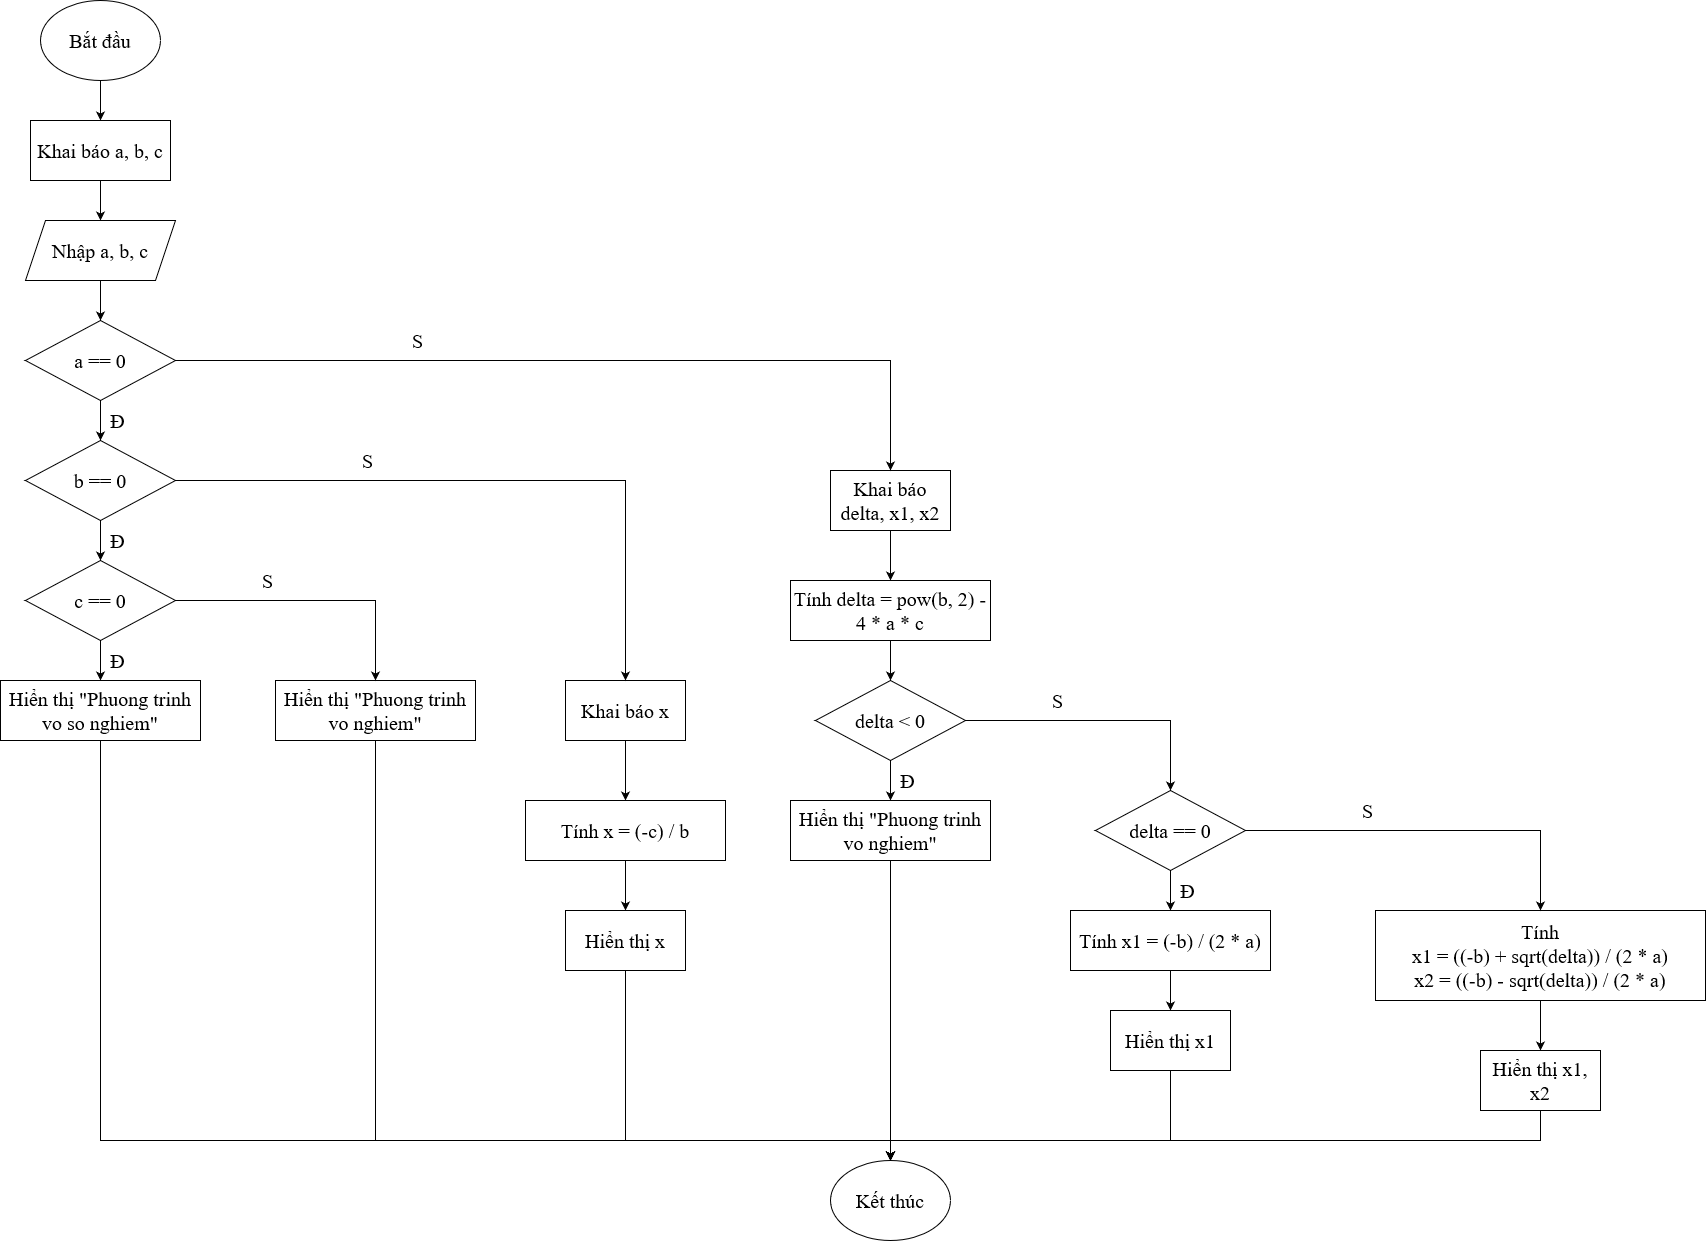 Bắt đầu
Khai báo a, b, c
Nhập a, b, c
a == 0
S
Đ
b == 0
S
Đ
c == 0
S
Đ
Hiển thị "Phuong trinh
vo so nghiem"
Hiển thị "Phuong trinh
vo nghiem"
Khai báo x
Tính x = (-c) / b
Hiển thị x
Khai báo
delta, x1, x2
Tính delta = pow(b, 2) -
4 * a * c
delta < 0
S
Đ
Hiển thị "Phuong trinh
vo nghiem"
delta == 0
S
Đ
Tính x1 = (-b) / (2 * a)
Hiển thị x1
Tính
x1 = ((-b) + sqrt(delta)) / (2 * a)
x2 = ((-b) - sqrt(delta)) / (2 * a)
Hiển thị x1,
x2
Kết thúc